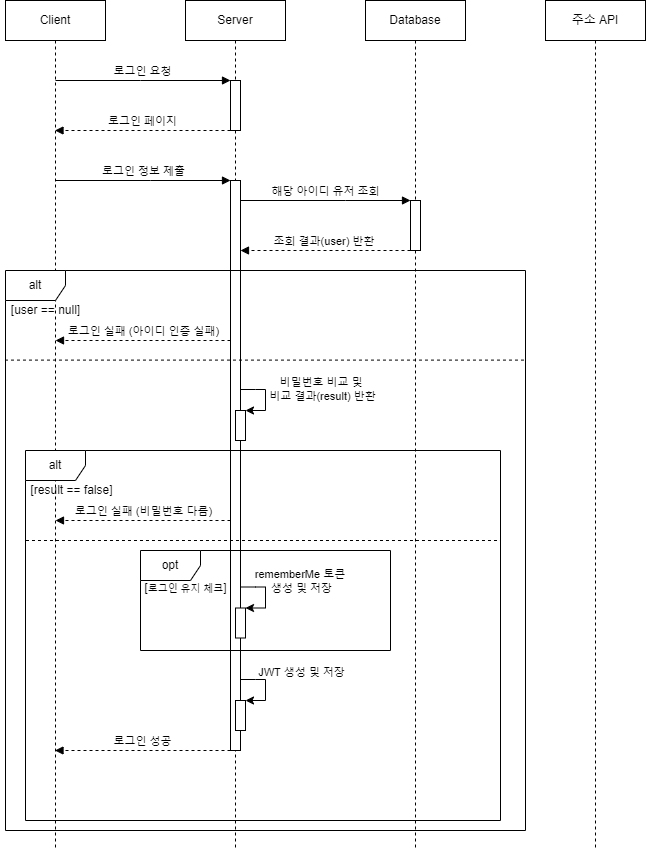 Client
Server
Database
주소 API
로그인 요청
로그인 페이지
로그인 정보 제출
해당 아이디 유저 조회
조회 결과(user) 반환
alt
[user == null]
로그인 실패 (아이디 인증 실패)
비밀번호 비교 및
비교 결과(result) 반환
alt
[result == false]
로그인 실패 (비밀번호 다름)
opt
rememberMe 토큰
생성 및 저장
[로그인 유지 체크]
JWT 생성 및 저장
로그인 성공